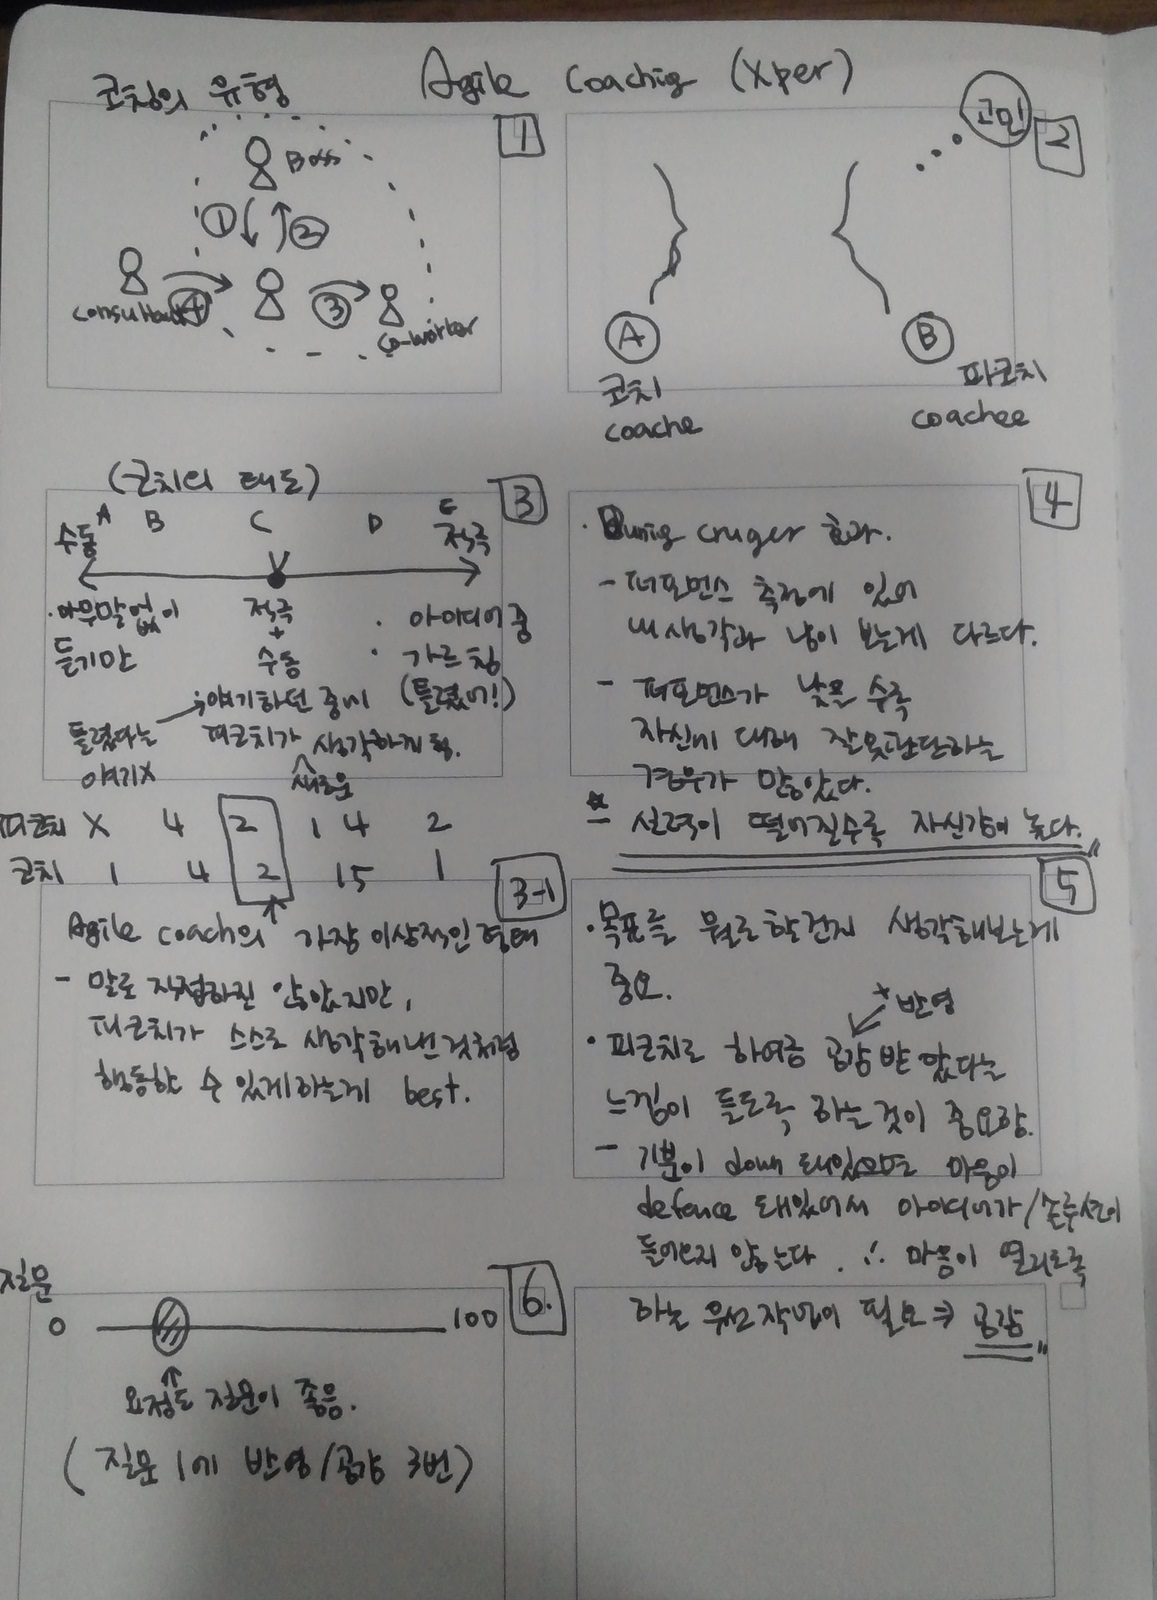 Agile Coachig (Xper)
코칭의 유형
1
Boss
① ②
consultant ④ ③
co-worker
2
고민
A B
코치 피코치
coache coachee
(코치의 태도)
3
A B C D E
수동 적극
·아무말없이
듣기만
틀렸다는
얘기X
적극
+
수동
;얘기하던 중에
피코치가 새로운 생각하게 됨.
· 아이디어 줌
· 가르침
(틀렸어!)
피코치 X 4 2 1 4 2
코치 1 4 2 15 1
3-1
Agile coach의 가장 이상적인 형태
- 말로 직접하진 않았지만,
피코치가 스스로 생각해낸것처럼
행동할 수 있게하는게 best.
4
· Dunig cruger 효과.
- 퍼포먼스 측정에 있어
내생각과 남이 보는게 다르다.
- 퍼포먼스가 낮을 수록
자신에 대해 잘못판단하는
경우가 많았다.
☆ 실력이 떨어질수록 자신감이 높다.
5
·목표를 뭐로할건지 생각해보는게
중요.
+반영
·피코치로 하여금 공감받았다는
느낌이 들도록 하는것이 중요함.
- 기분이 down 돼있으면 마음이
defence 돼있어서 아이디어가/솔루션이
들어오지 않는다. ∴ 마음이 열리도록
하는 우선작업이 필요 ⇒ 공감
6.
질문
0 100
요정도 질문이 좋음.
(질문 1에 반영/공감 3번)